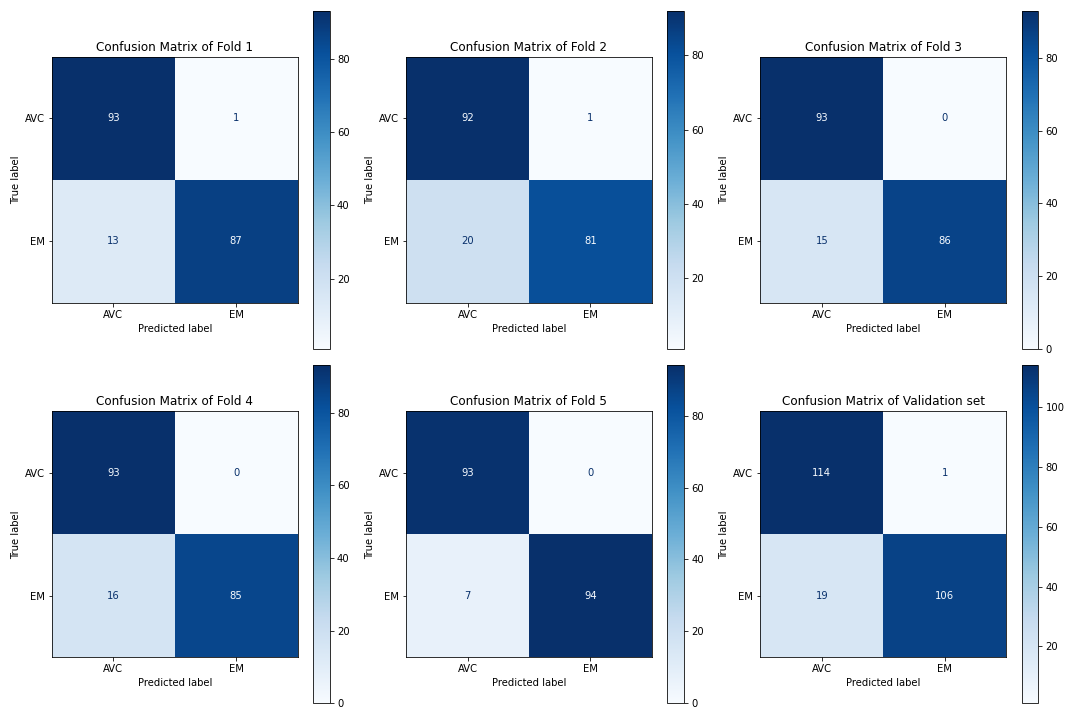 Confusion Matrix of Fold 1
AVC 93 1
EM 13 87
AVC EM
True label
Predicted label
80
60
40
20
Confusion Matrix of Fold 2
AVC 92 1
EM 20 81
AVC EM
True label
Predicted label
80
60
40
20
Confusion Matrix of Fold 3
AVC 93 0
EM 15 86
AVC EM
True label
Predicted label
80
60
40
20
0
Confusion Matrix of Fold 4
AVC 93 0
EM 16 85
AVC EM
True label
Predicted label
80
60
40
20
0
Confusion Matrix of Fold 5
AVC 93 0
EM 7 94
AVC EM
True label
Predicted label
80
60
40
20
0
Confusion Matrix of Validation set
AVC 114 1
EM 19 106
AVC EM
True label
Predicted label
100
80
60
40
20